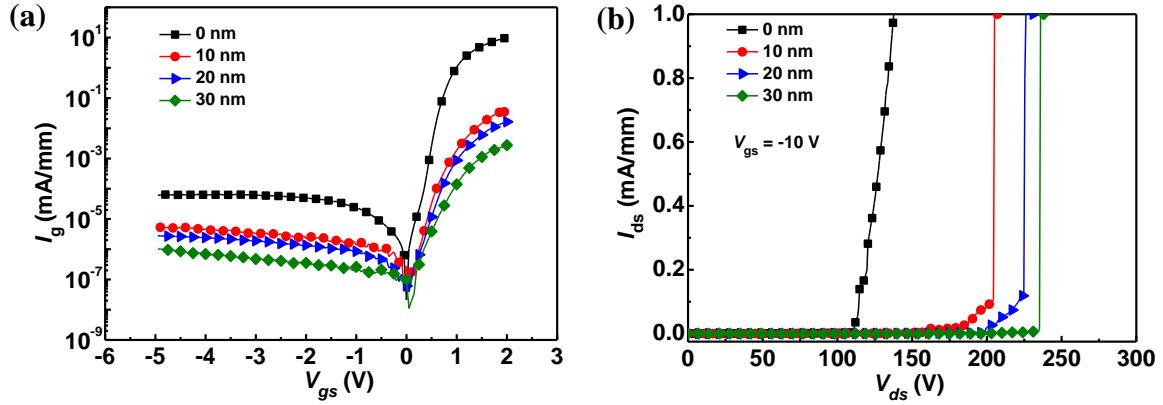 (a)
0 nm
10 nm
20 nm
30 nm
10¹
10⁻¹
10⁻³
10⁻⁵
10⁻⁷
10⁻⁹
I_g (mA/mm)
-6 -5 -4 -3 -2 -1 0 1 2 3
V_gs (V)
(b)
0 nm
10 nm
20 nm
30 nm
V_gs = -10 V
1.0
0.8
0.6
0.4
0.2
0.0
I_ds (mA/mm)
0 50 100 150 200 250 300
V_ds (V)